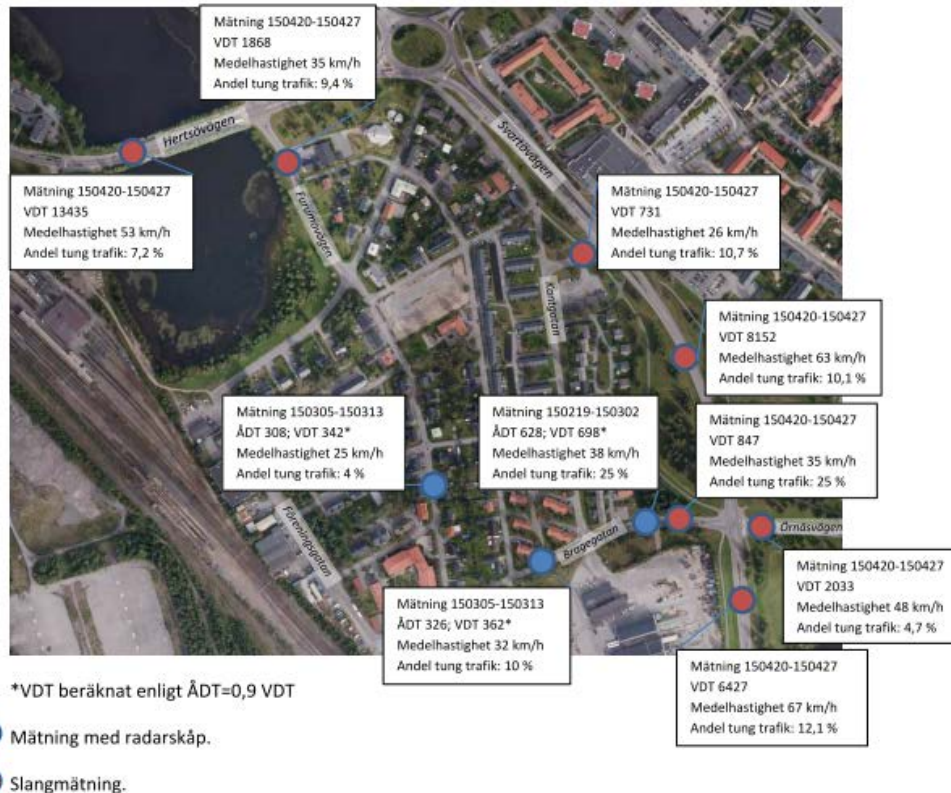 Mätning 150420-150427
VDT 1868
Medelhastighet 35 km/h
Andel tung trafik: 9,4 %
Hertsövägen
Svartövägen
Mätning 150420-150427
VDT 13435
Medelhastighet 53 km/h
Andel tung trafik: 7,2 %
Furumovägen
Mätning 150420-150427
VDT 731
Medelhastighet 26 km/h
Andel tung trafik: 10,7 %
Kontgatan
Mätning 150420-150427
VDT 8152
Medelhastighet 63 km/h
Andel tung trafik: 10,1 %
Mätning 150305-150313
ÅDT 308; VDT 342*
Medelhastighet 25 km/h
Andel tung trafik: 4 %
Mätning 150219-150302
ÅDT 628; VDT 698*
Medelhastighet 38 km/h
Andel tung trafik: 25 %
Mätning 150420-150427
VDT 847
Medelhastighet 35 km/h
Andel tung trafik: 25 %
Föreningsgatan
Bragegatan
Örnäsvägen
Mätning 150420-150427
VDT 2033
Medelhastighet 48 km/h
Andel tung trafik: 4,7 %
Mätning 150305-150313
ÅDT 326; VDT 362*
Medelhastighet 32 km/h
Andel tung trafik: 10 %
Mätning 150420-150427
VDT 6427
Medelhastighet 67 km/h
Andel tung trafik: 12,1 %
*VDT beräknat enligt ÅDT=0,9 VDT
Mätning med radarskåp.
Slangmätning.